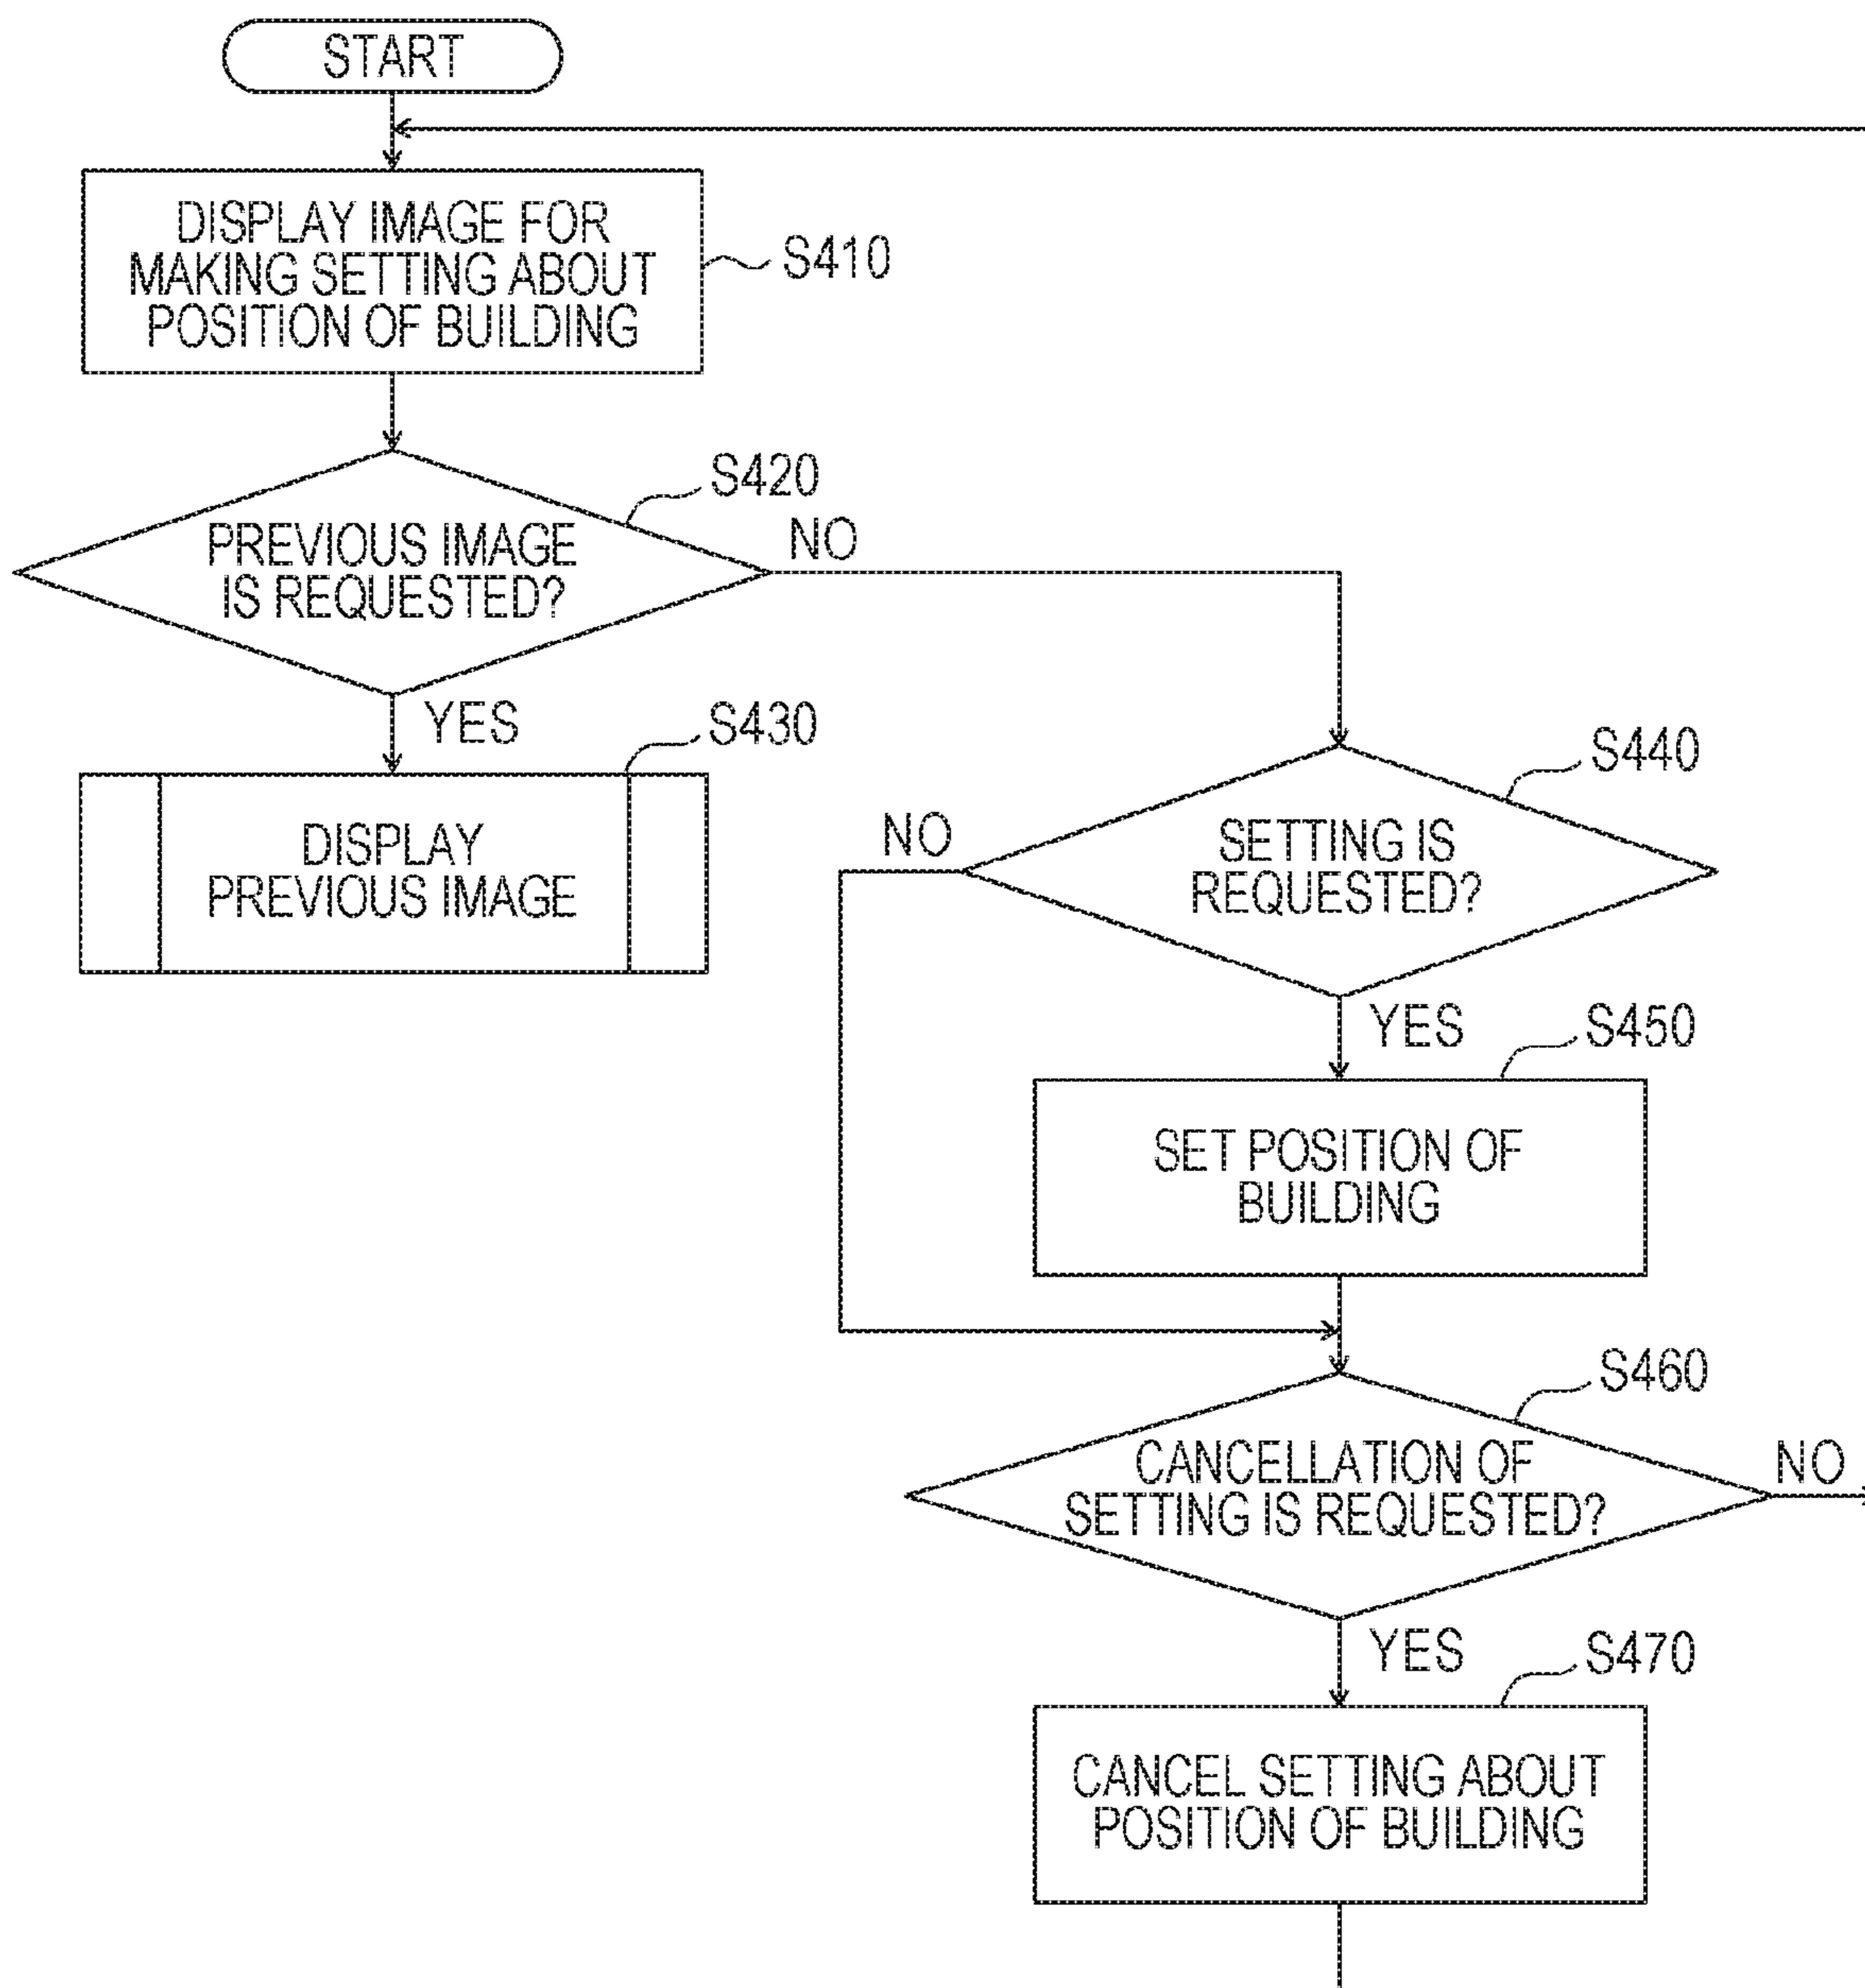 START
DISPLAY IMAGE FOR
MAKING SETTING ABOUT
POSITION OF BUILDING
S410
S420
PREVIOUS IMAGE
IS REQUESTED?
NO
YES
S430
DISPLAY
PREVIOUS IMAGE
S440
NO
SETTING IS
REQUESTED?
YES
S450
SET POSITION OF
BUILDING
S460
CANCELLATION OF
SETTING IS REQUESTED?
NO
YES
S470
CANCEL SETTING ABOUT
POSITION OF BUILDING